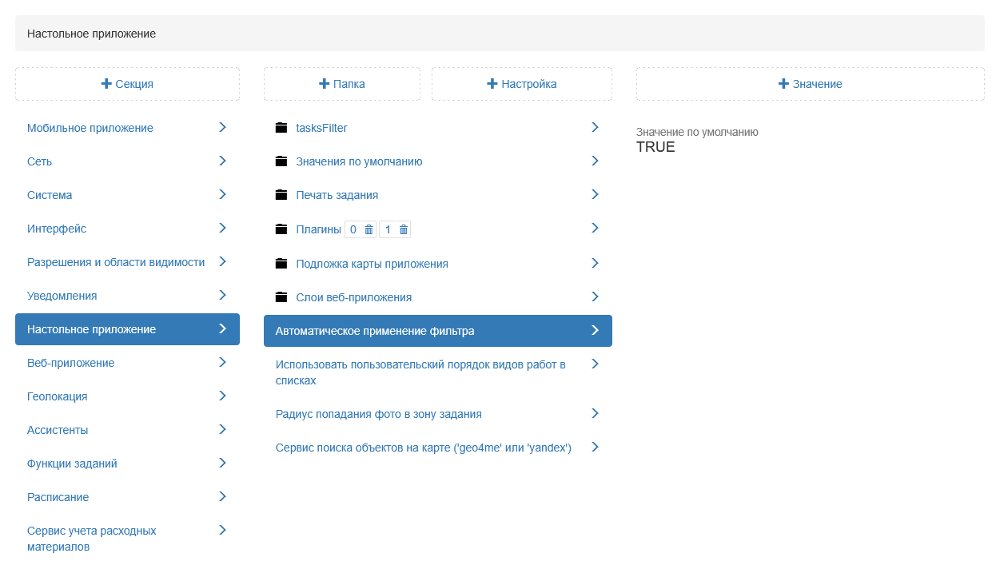 Настольное приложение
Секция
Папка
Настройка
Значение
Мобильное приложение
Сеть
Система
Интерфейс
Разрешения и области видимости
Уведомления
Настольное приложение
Веб-приложение
Геолокация
Ассистенты
Функции заданий
Расписание
Сервис учета расходных
материалов
tasksFilter
Значения по умолчанию
Печать задания
Плагины 0 1
Подложка карты приложения
Слои веб-приложения
Автоматическое применение фильтра
Использовать пользовательский порядок видов работ в
списках
Радиус попадания фото в зону задания
Сервис поиска объектов на карте ('geo4me' или 'yandex')
Значение по умолчанию
TRUE